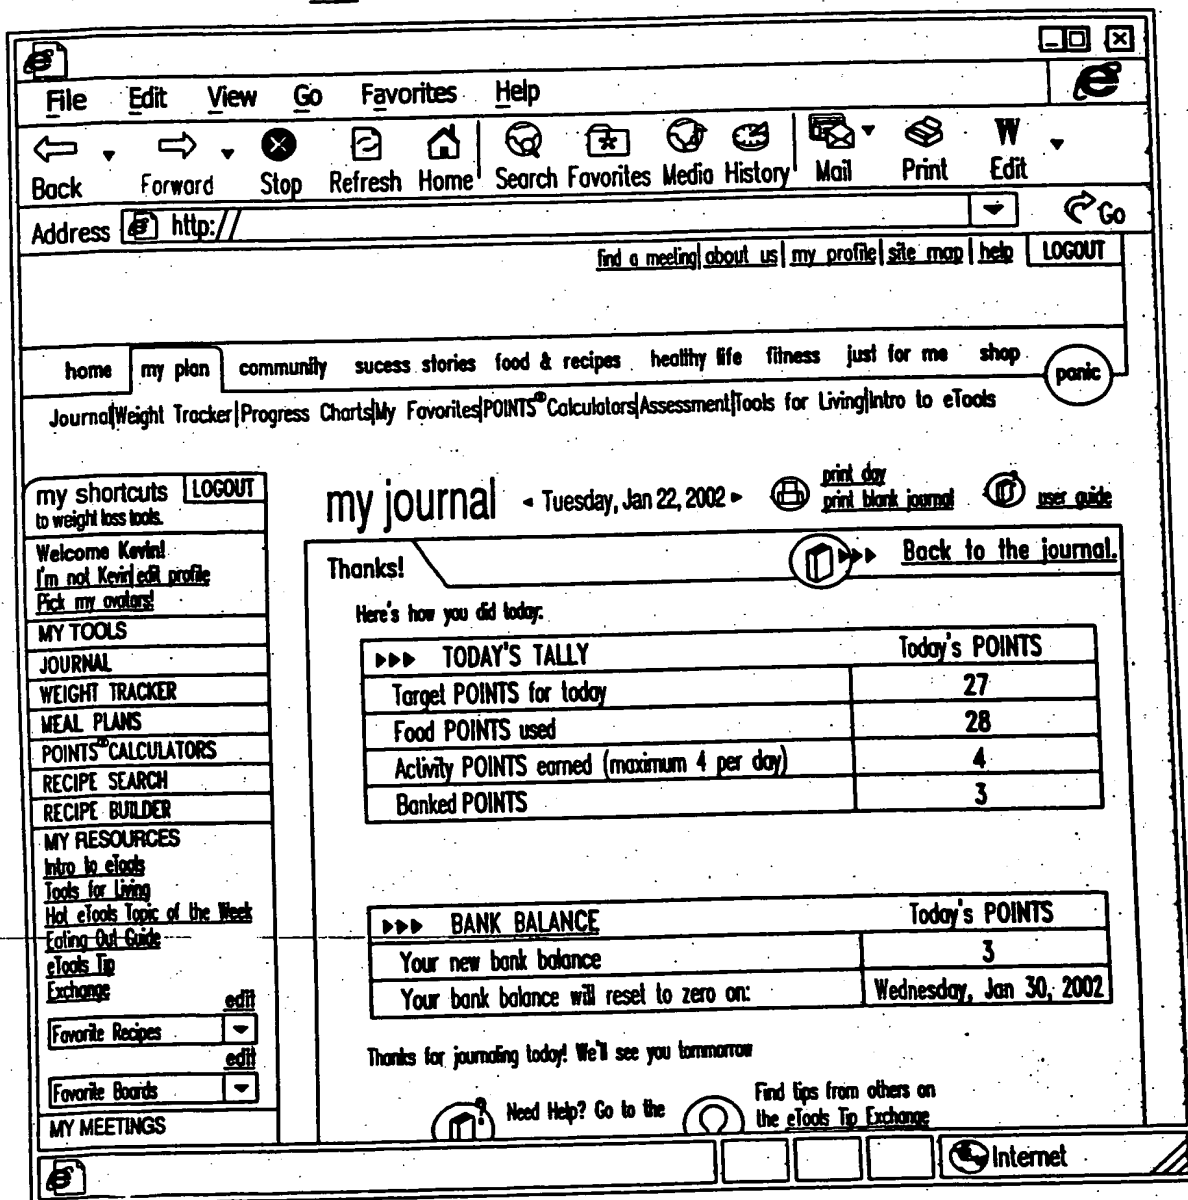 File Edit View Go Favorites Help
Back Forward Stop Refresh Home Search Favorites Media History Mail Print Edit
Address http:// Go
find a meeting|about us|my profile|site map|help LOGOUT
home my plan community sucess stories food & recipes healthy life fitness just for me shop panic
Journal|Weight Tracker|Progress Charts|My Favorites|POINTS® Calculators|Assessment|Tools for Living|Intro to eTools
my shortcuts LOGOUT
to weight loss tools.
Welcome Kevin!
I'm not Kevin|edit profile
Pick my avatars!
MY TOOLS
JOURNAL
WEIGHT TRACKER
MEAL PLANS
POINTS® CALCULATORS
RECIPE SEARCH
RECIPE BUILDER
MY RESOURCES
Intro to eTools
Tools for Living
Hot eTools Topic of the Week
Eating Out Guide
eTools Tip
Exchange
edit
Favorite Recipes
edit
Favorite Boards
MY MEETINGS
my journal Tuesday, Jan 22, 2002
print day
print blank journal
user guide
Thanks! Back to the journal.
Here's how you did today:
TODAY'S TALLY Today's POINTS
Target POINTS for today 27
Food POINTS used 28
Activity POINTS earned (maximum 4 per day) 4
Banked POINTS 3
BANK BALANCE Today's POINTS
Your new bank balance 3
Your bank balance will reset to zero on: Wednesday, Jan 30, 2002
Thanks for journaling today! We'll see you tommorrow
Need Help? Go to the
Find tips from others on
the eTools Tip Exchange
Internet